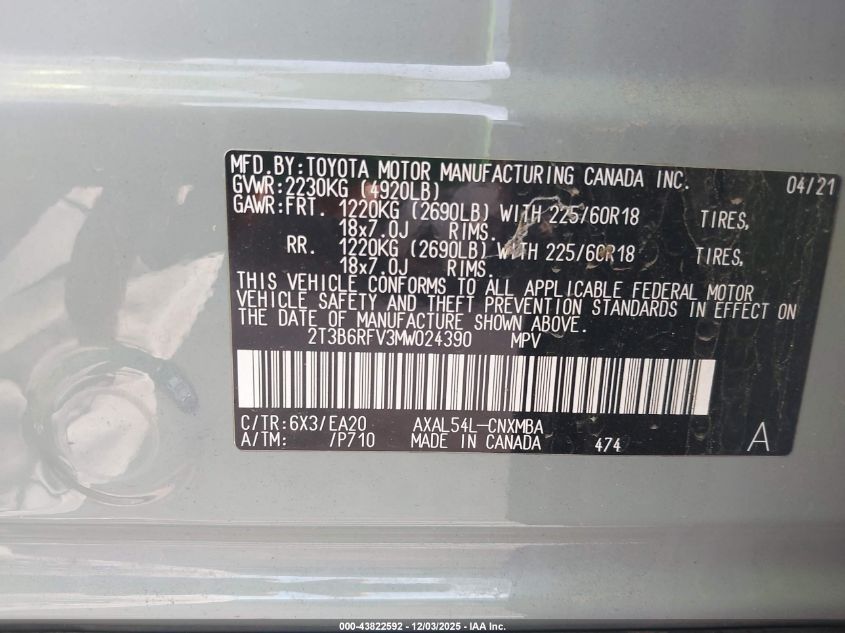 MFD.BY:TOYOTA MOTOR MANUFACTURING CANADA INC. 04/21
GVWR:2230KG (4920LB)
GAWR:FRT. 1220KG (2690LB) WITH 225/60R18 TIRES,
18x7.0J RIMS.
RR. 1220KG (2690LB) WITH 225/60R18 TIRES,
18x7.0J RIMS.
THIS VEHICLE CONFORMS TO ALL APPLICABLE FEDERAL MOTOR
VEHICLE SAFETY AND THEFT PREVENTION STANDARDS IN EFFECT ON
THE DATE OF MANUFACTURE SHOWN ABOVE.
2T3B6RFV3MW024390 MPV
C/TR:6X3/EA20 AXAL54L-CNXMBA
A/TM: /P710 MADE IN CANADA 474 A
000-43822592 - 12/03/2025 - IAA Inc.